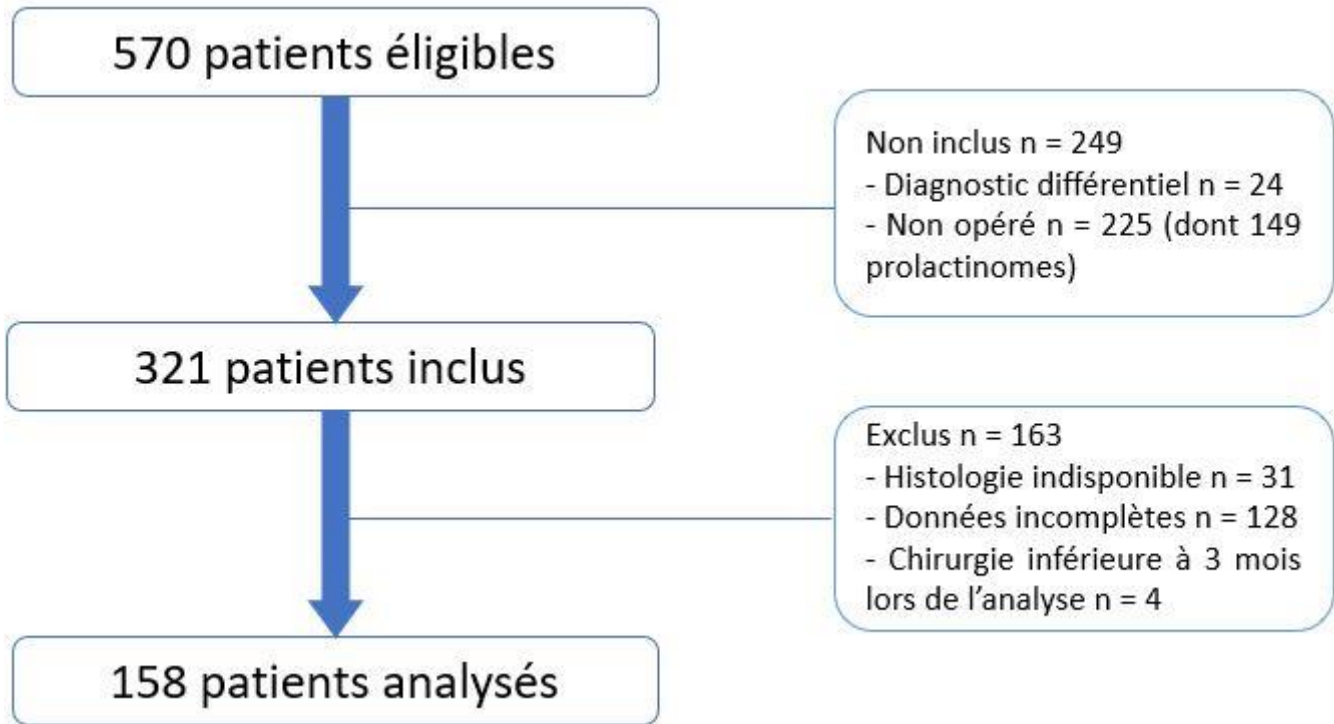 570 patients éligibles
Non inclus n = 249
- Diagnostic différentiel n = 24
- Non opéré n = 225 (dont 149
prolactinomes)
321 patients inclus
Exclus n = 163
- Histologie indisponible n = 31
- Données incomplètes n = 128
- Chirurgie inférieure à 3 mois
lors de l’analyse n = 4
158 patients analysés